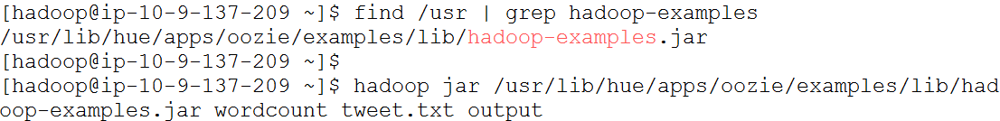 [hadoop@ip-10-9-137-209 ~]$ find /usr | grep hadoop-examples
/usr/lib/hue/apps/oozie/examples/lib/hadoop-examples.jar
[hadoop@ip-10-9-137-209 ~]$
[hadoop@ip-10-9-137-209 ~]$ hadoop jar /usr/lib/hue/apps/oozie/examples/lib/had
oop-examples.jar wordcount tweet.txt output